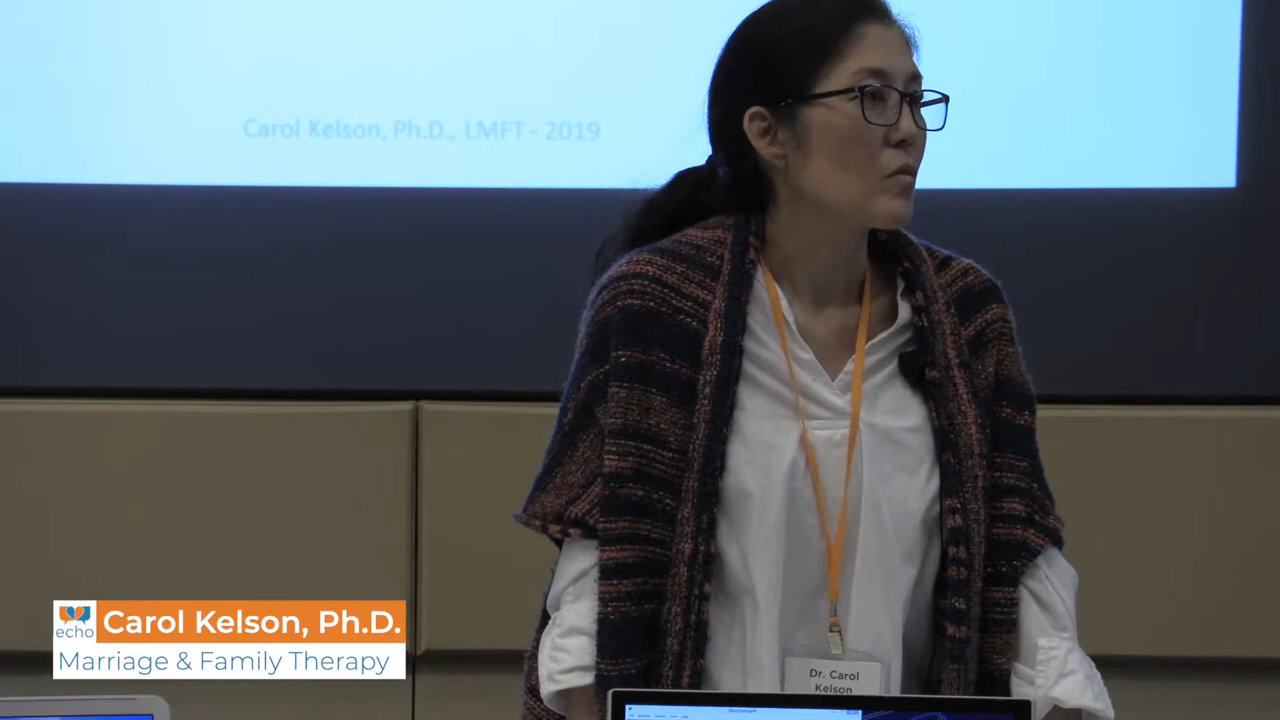 Carol Kelson, Ph.D., LMFT - 2019
echo
Carol Kelson, Ph.D.
Marriage & Family Therapy
Dr. Carol
Kelson